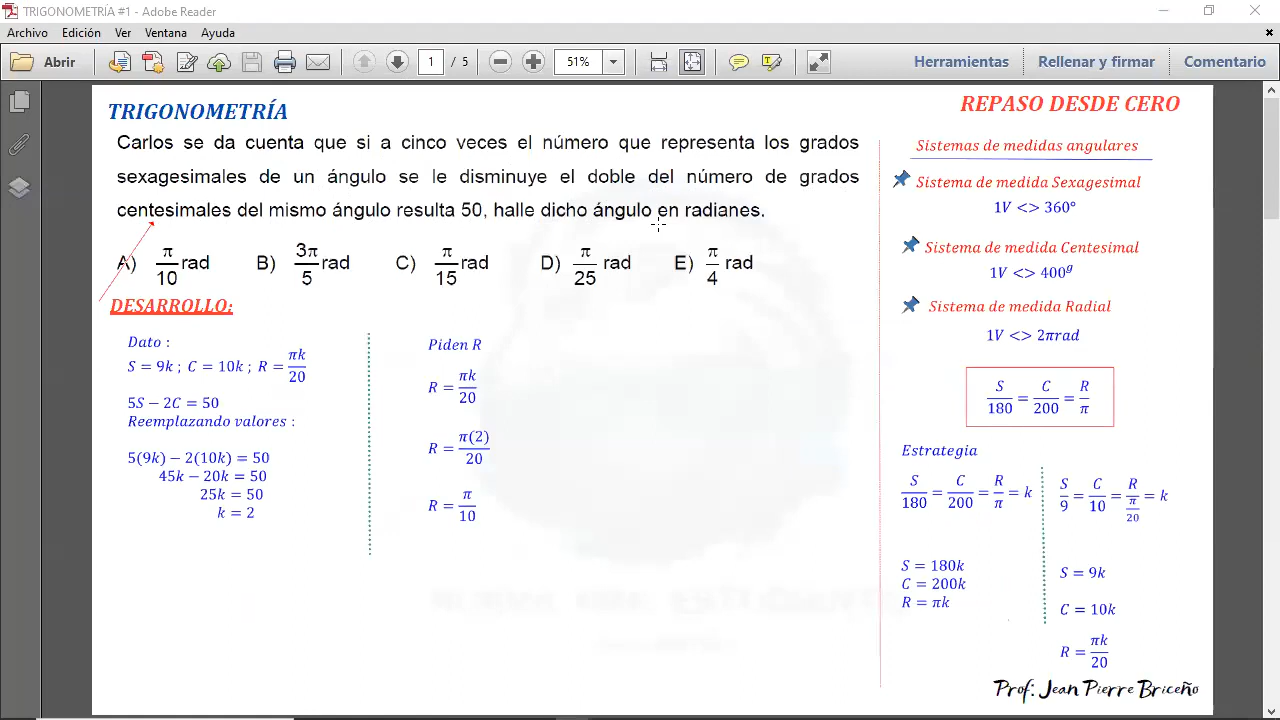 TRIGONOMETRÍA #1 - Adobe Reader
Archivo Edición Ver Ventana Ayuda
Abrir 1 / 5 51% Herramientas Rellenar y firmar Comentario
TRIGONOMETRÍA
Carlos se da cuenta que si a cinco veces el número que representa los grados
sexagesimales de un ángulo se le disminuye el doble del número de grados
centesimales del mismo ángulo resulta 50, halle dicho ángulo en radianes.
A) π/10 rad B) 3π/5 rad C) π/15 rad D) π/25 rad E) π/4 rad
DESARROLLO:
Dato :
S = 9k ; C = 10k ; R = πk/20
5S − 2C = 50
Reemplazando valores :
5(9k) − 2(10k) = 50
45k − 20k = 50
25k = 50
k = 2
Piden R
R = πk/20
R = π(2)/20
R = π/10
REPASO DESDE CERO
Sistemas de medidas angulares
Sistema de medida Sexagesimal
1V <> 360°
Sistema de medida Centesimal
1V <> 400g
Sistema de medida Radial
1V <> 2πrad
S/180 = C/200 = R/π
Estrategia
S/180 = C/200 = R/π = k
S = 180k
C = 200k
R = πk
S/9 = C/10 = R/(π/20) = k
S = 9k
C = 10k
R = πk/20
Prof: Jean Pierre Briceño